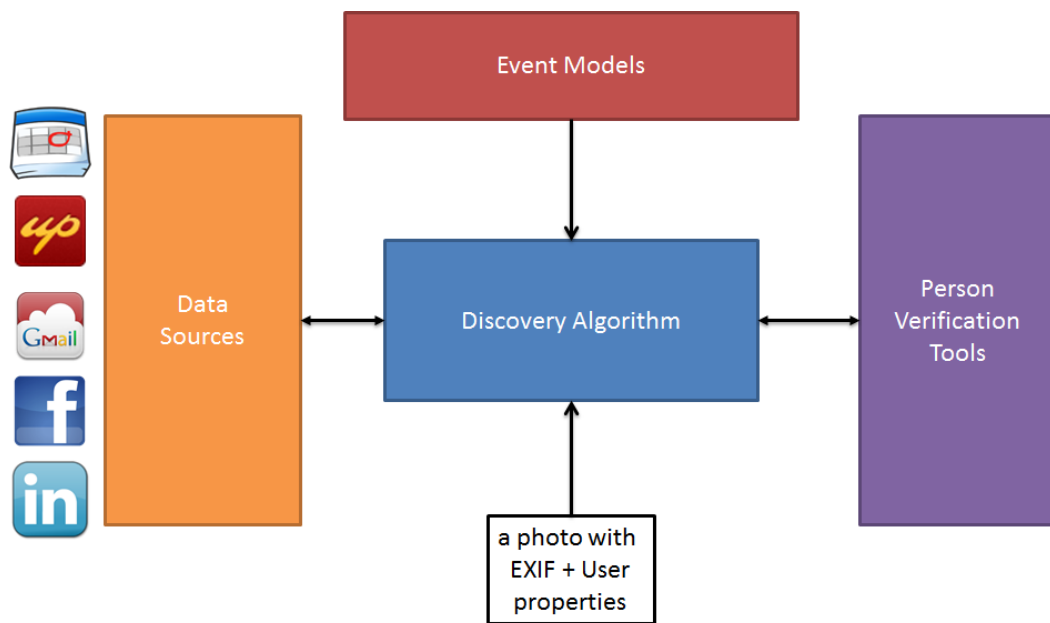 Event Models
up
Gmail
f
in
Data
Sources
Discovery Algorithm
Person
Verification
Tools
a photo with
EXIF + User
properties